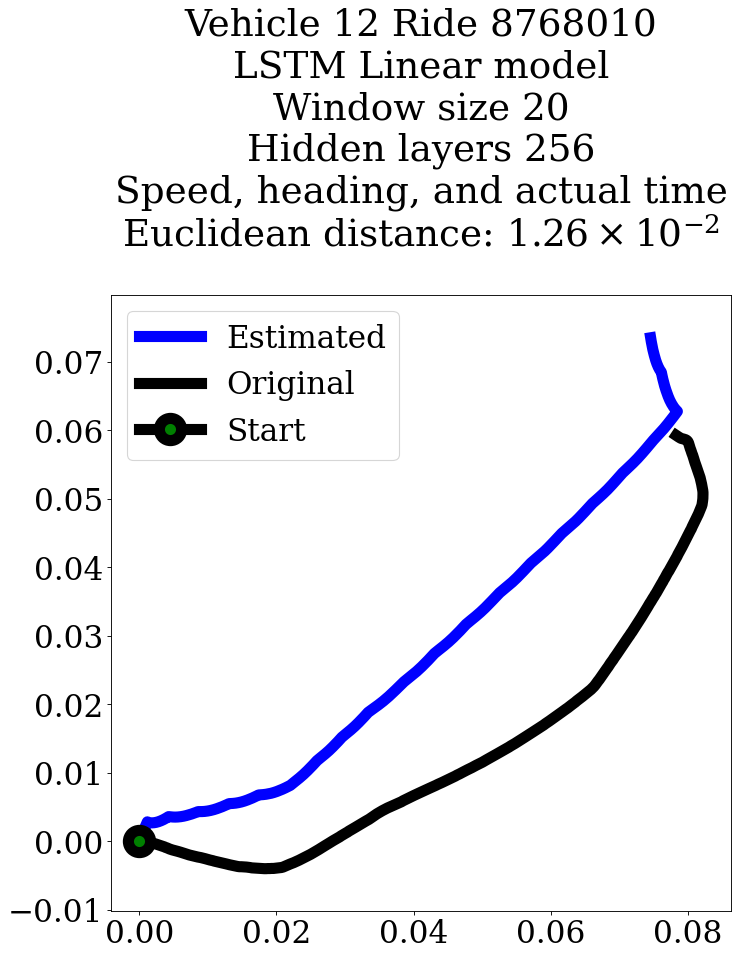 Vehicle 12 Ride 8768010
LSTM Linear model
Window size 20
Hidden layers 256
Speed, heading, and actual time
Euclidean distance: 1.26 × 10⁻²
Estimated
Original
Start
0.07
0.06
0.05
0.04
0.03
0.02
0.01
0.00
−0.01
0.00 0.02 0.04 0.06 0.08